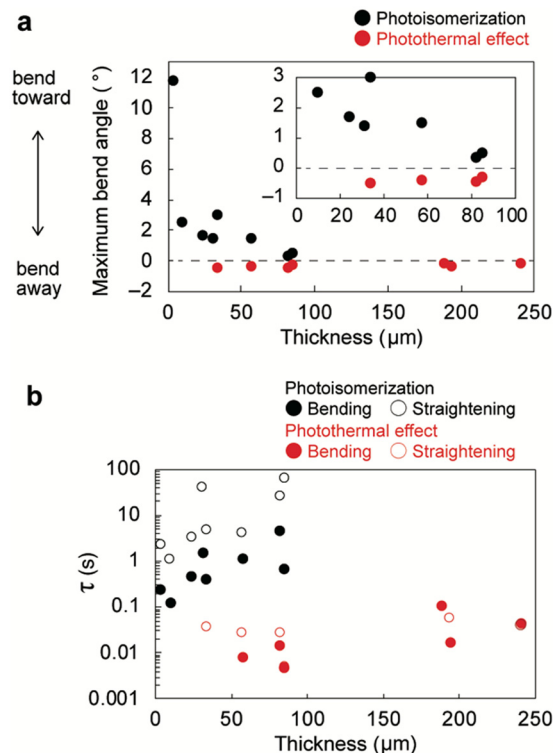 a
Photoisomerization
Photothermal effect
bend toward
bend away
Maximum bend angle (°)
12
10
8
6
4
2
0
−2
3
2
1
0
−1
0 20 40 60 80 100
0 50 100 150 200 250
Thickness (μm)
b
Photoisomerization
Bending Straightening
Photothermal effect
Bending Straightening
τ (s)
100
10
1
0.1
0.01
0.001
0 50 100 150 200 250
Thickness (μm)